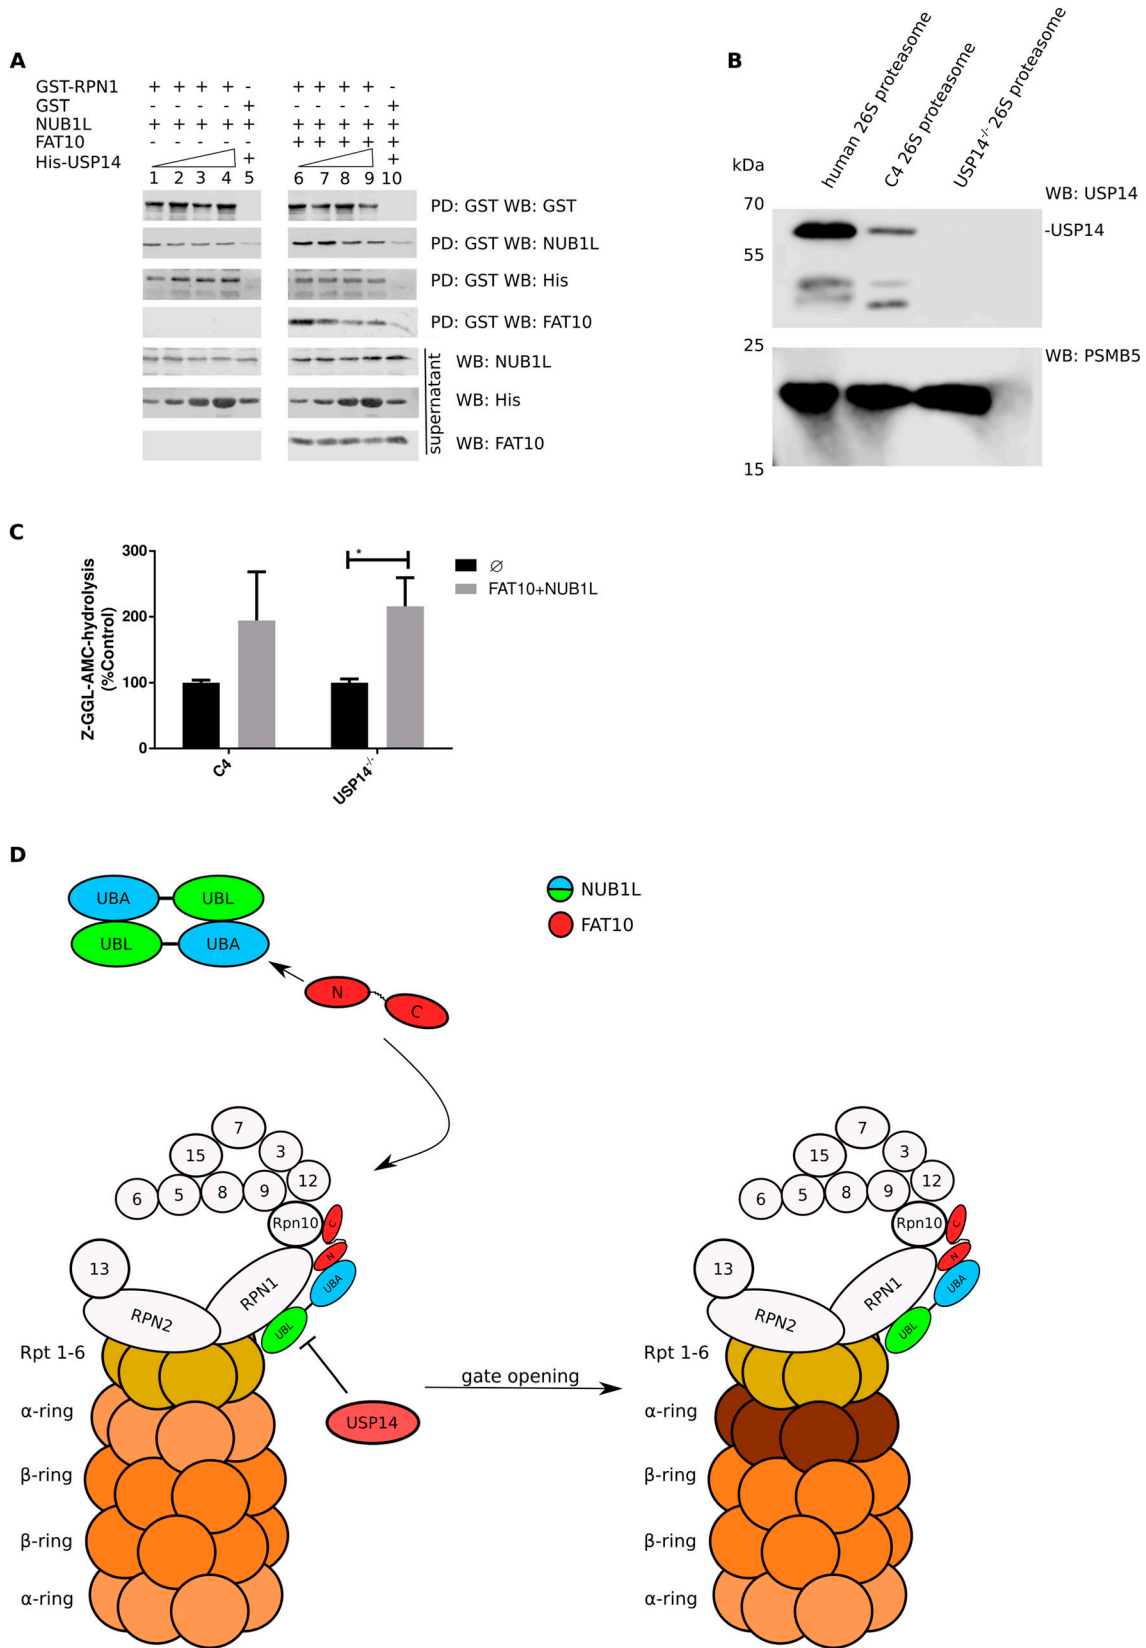 A
GST-RPN1 + + + + - + + + + -
GST - - - - + - - - - +
NUB1L + + + + + + + + + +
FAT10 - - - - - + + + + +
His-USP14 + +
1 2 3 4 5 6 7 8 9 10
PD: GST WB: GST
PD: GST WB: NUB1L
PD: GST WB: His
PD: GST WB: FAT10
WB: NUB1L
WB: His
WB: FAT10
supernatant
B
human 26S proteasome
C4 26S proteasome
USP14-/- 26S proteasome
kDa
WB: USP14
70
-USP14
55
25
WB: PSMB5
15
C
Z-GGL-AMC-hydrolysis
(%Control)
300
200
100
0
*
∅
FAT10+NUB1L
C4
USP14-/-
D
UBA UBL
UBL UBA
N
C
NUB1L
FAT10
7
15 3
6 5 8 9 12
Rpn10 C
N
13
RPN2 RPN1 UBA
UBL
Rpt 1-6
α-ring
β-ring
β-ring
α-ring
USP14
gate opening
7
15 3
6 5 8 9 12
Rpn10 C
N
13
RPN2 RPN1 UBA
UBL
Rpt 1-6
α-ring
β-ring
β-ring
α-ring